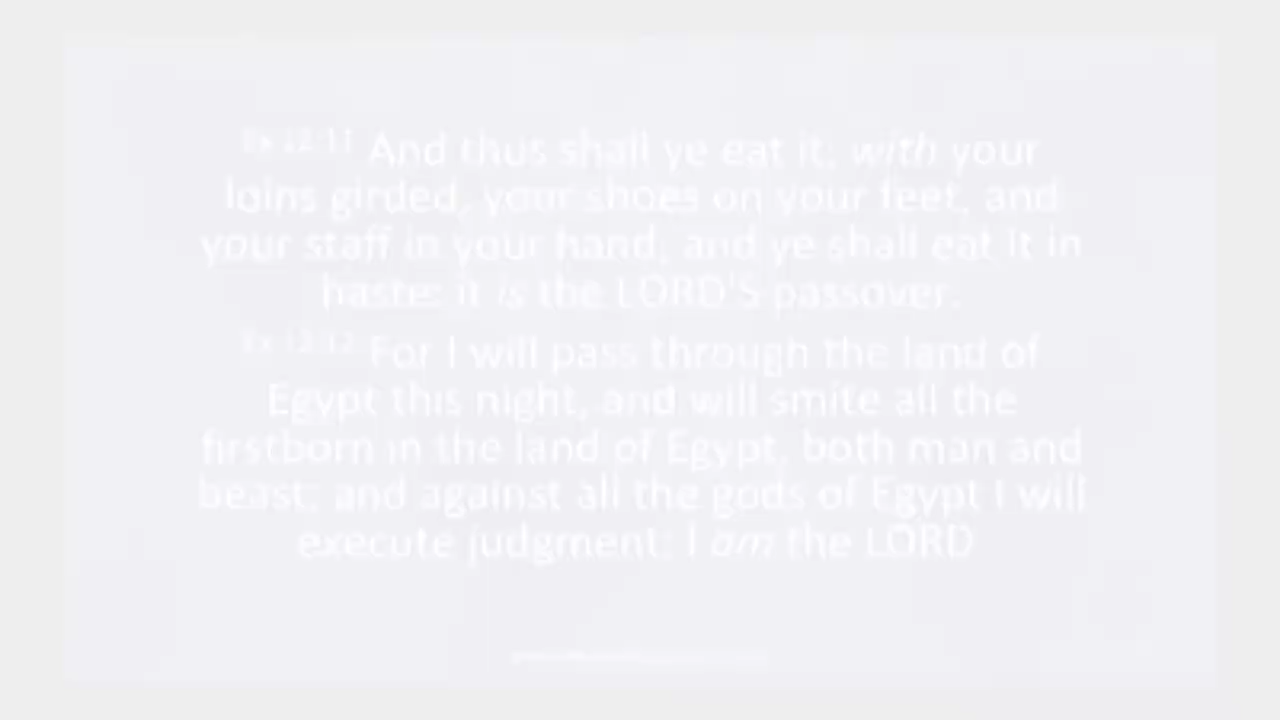 Ex 12:11 And thus shall ye eat it; with your
loins girded, your shoes on your feet, and
your staff in your hand; and ye shall eat it in
haste: it is the LORD'S passover.
Ex 12:12 For I will pass through the land of
Egypt this night, and will smite all the
firstborn in the land of Egypt, both man and
beast; and against all the gods of Egypt I will
execute judgment: I am the LORD